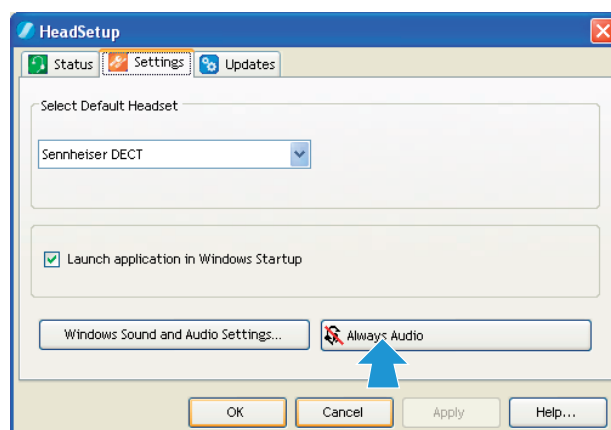 HeadSetup
Status Settings Updates
Select Default Headset
Sennheiser DECT
Launch application in Windows Startup
Windows Sound and Audio Settings... Always Audio
OK Cancel Apply Help...